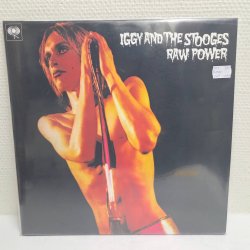 IGGY AND THE STOOGES
RAW POWER